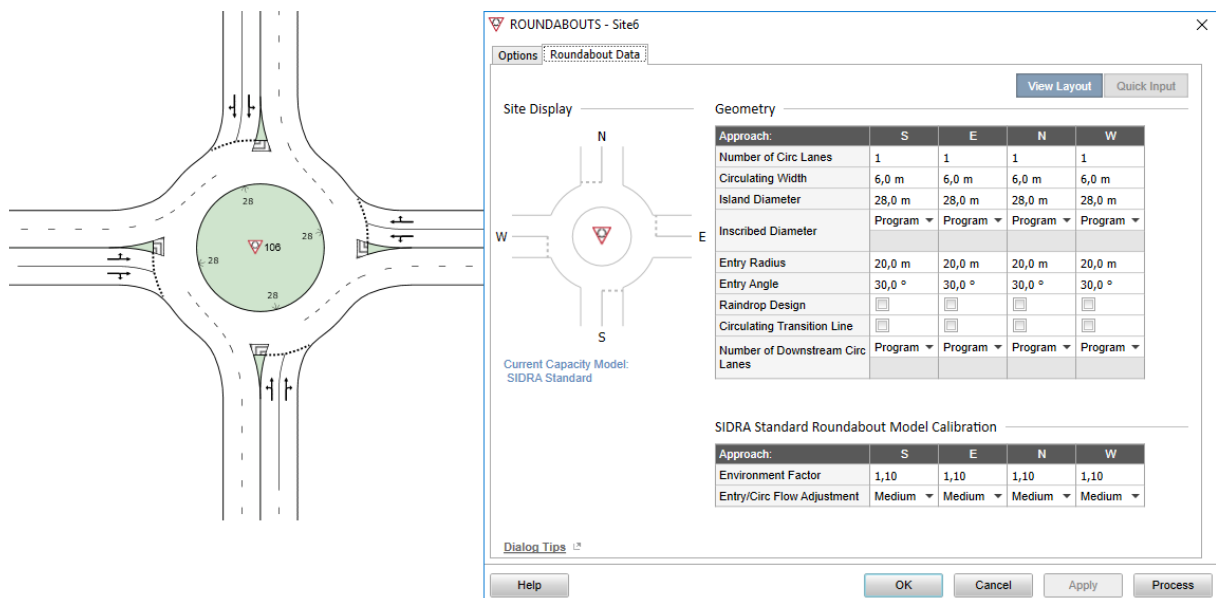 28
28
106
28
28
ROUNDABOUTS - Site6
Options Roundabout Data
View Layout Quick Input
Site Display
N
W E
S
Current Capacity Model:
SIDRA Standard
Geometry
Approach: S E N W
Number of Circ Lanes 1 1 1 1
Circulating Width 6,0 m 6,0 m 6,0 m 6,0 m
Island Diameter 28,0 m 28,0 m 28,0 m 28,0 m
Inscribed Diameter Program Program Program Program
Entry Radius 20,0 m 20,0 m 20,0 m 20,0 m
Entry Angle 30,0 ° 30,0 ° 30,0 ° 30,0 °
Raindrop Design
Circulating Transition Line
Number of Downstream Circ Program Program Program Program
Lanes
SIDRA Standard Roundabout Model Calibration
Approach: S E N W
Environment Factor 1,10 1,10 1,10 1,10
Entry/Circ Flow Adjustment Medium Medium Medium Medium
Dialog Tips
Help OK Cancel Apply Process